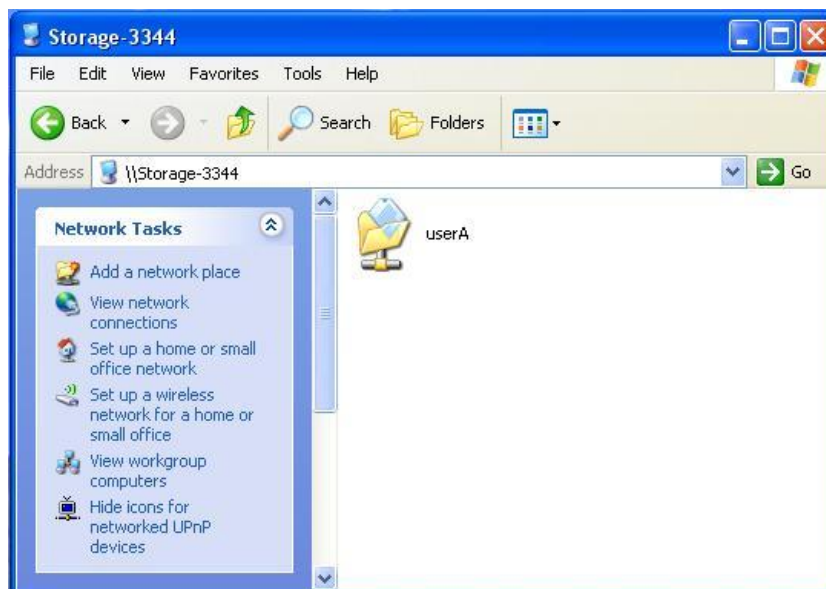 Storage-3344
File Edit View Favorites Tools Help
Back Search Folders
Address \\Storage-3344 Go
Network Tasks
Add a network place
View network
connections
Set up a home or small
office network
Set up a wireless
network for a home or
small office
View workgroup
computers
Hide icons for
networked UPnP
devices
userA